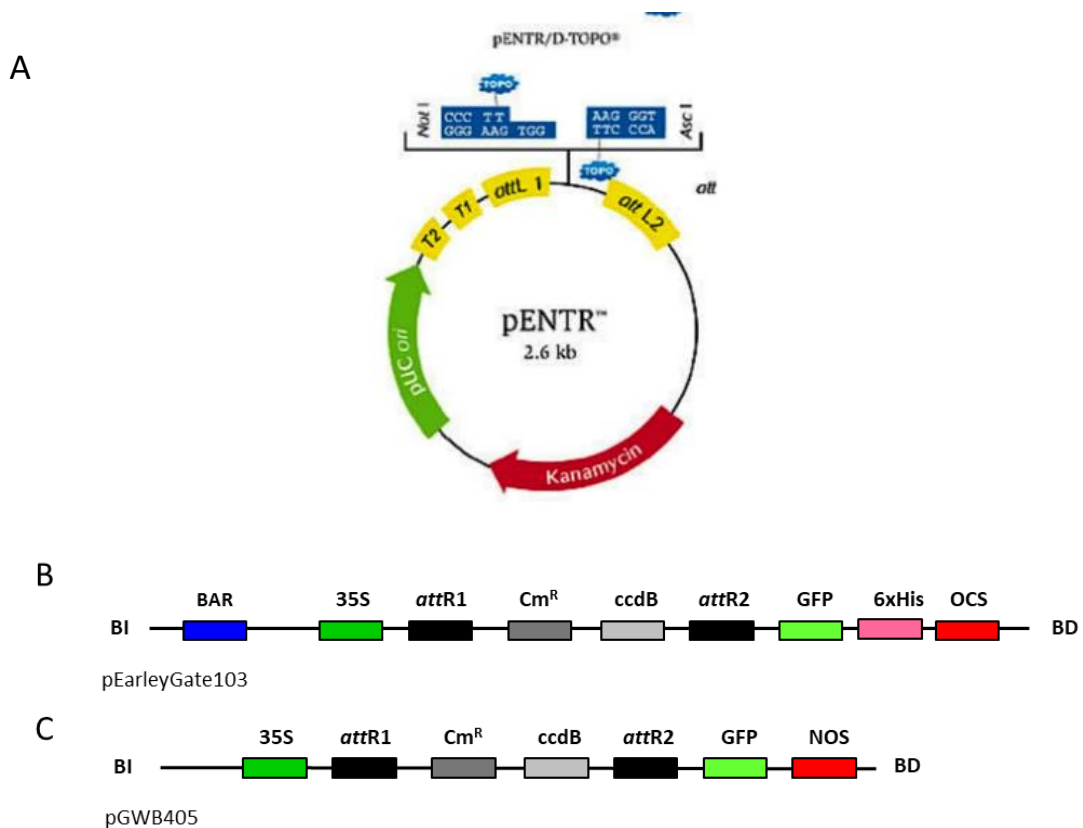 pENTR/D-TOPO®
A
TOPO
Not I
CCC TT
GGG AAG TGG
AAG GGT
TTC CCA
Asc I
TOPO
att
T2
T1
attL 1
att L2
pENTR™
2.6 kb
pUC ori
Kanamycin
B
BAR 35S attR1 Cmᴿ ccdB attR2 GFP 6xHis OCS
BI BD
pEarleyGate103
C
35S attR1 Cmᴿ ccdB attR2 GFP NOS
BI BD
pGWB405